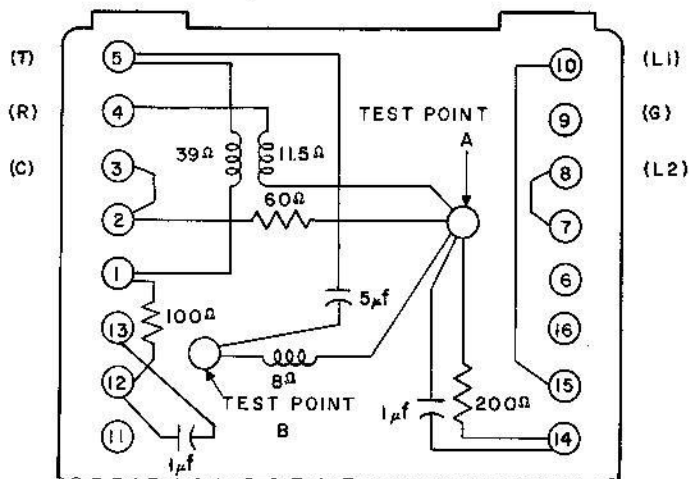 (T) 5 10 (L1)
(R) 4 TEST POINT A 9 (G)
(C) 3 39Ω 11.5Ω 8 (L2)
2 60Ω 7
1 5µf 6
13 100Ω 16
12 8Ω 15
TEST POINT B 1µf 200Ω
11 1µf 14